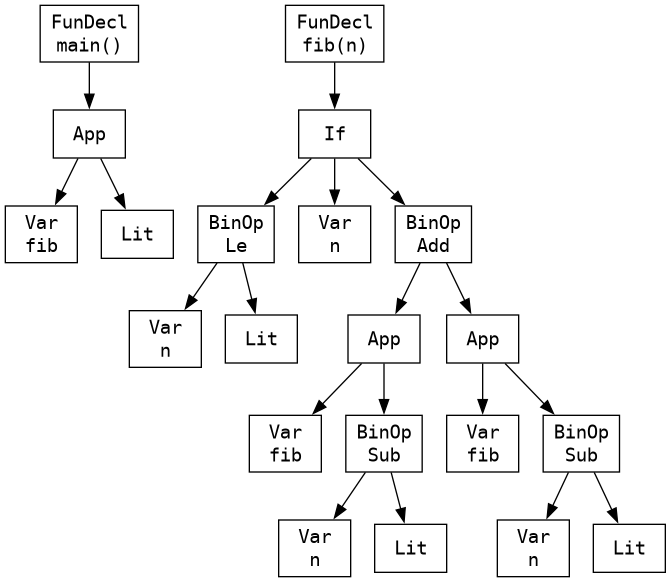 FunDecl
main()
FunDecl
fib(n)
App
If
Var
fib
Lit
BinOp
Le
Var
n
BinOp
Add
Var
n
Lit
App
App
Var
fib
BinOp
Sub
Var
fib
BinOp
Sub
Var
n
Lit
Var
n
Lit